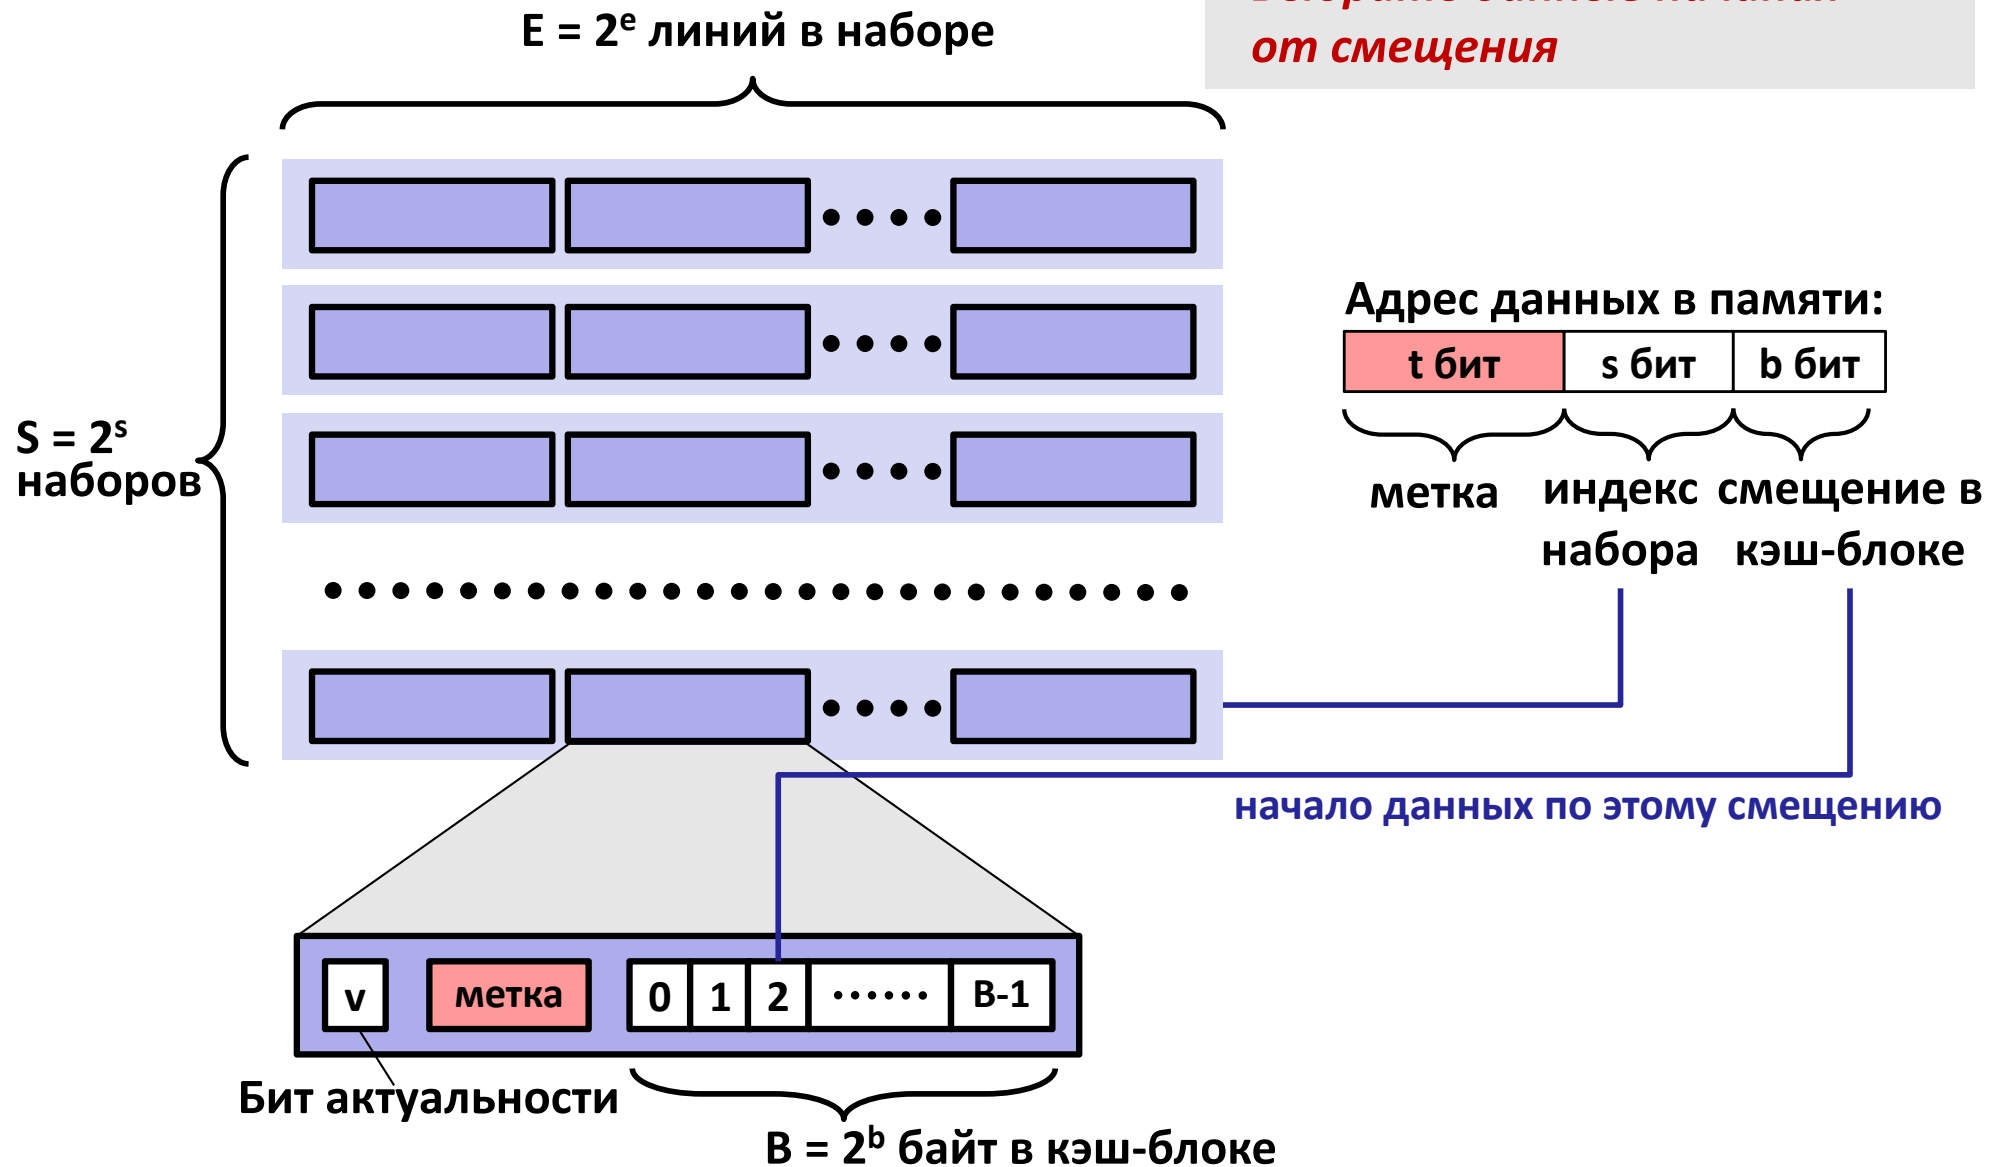 E = 2ᵉ линий в наборе
от смещения
Адрес данных в памяти:
t бит s бит b бит
метка индекс набора смещение в кэш-блоке
S = 2ˢ
наборов
начало данных по этому смещению
v метка 0 1 2 ...... B-1
Бит актуальности
B = 2ᵇ байт в кэш-блоке